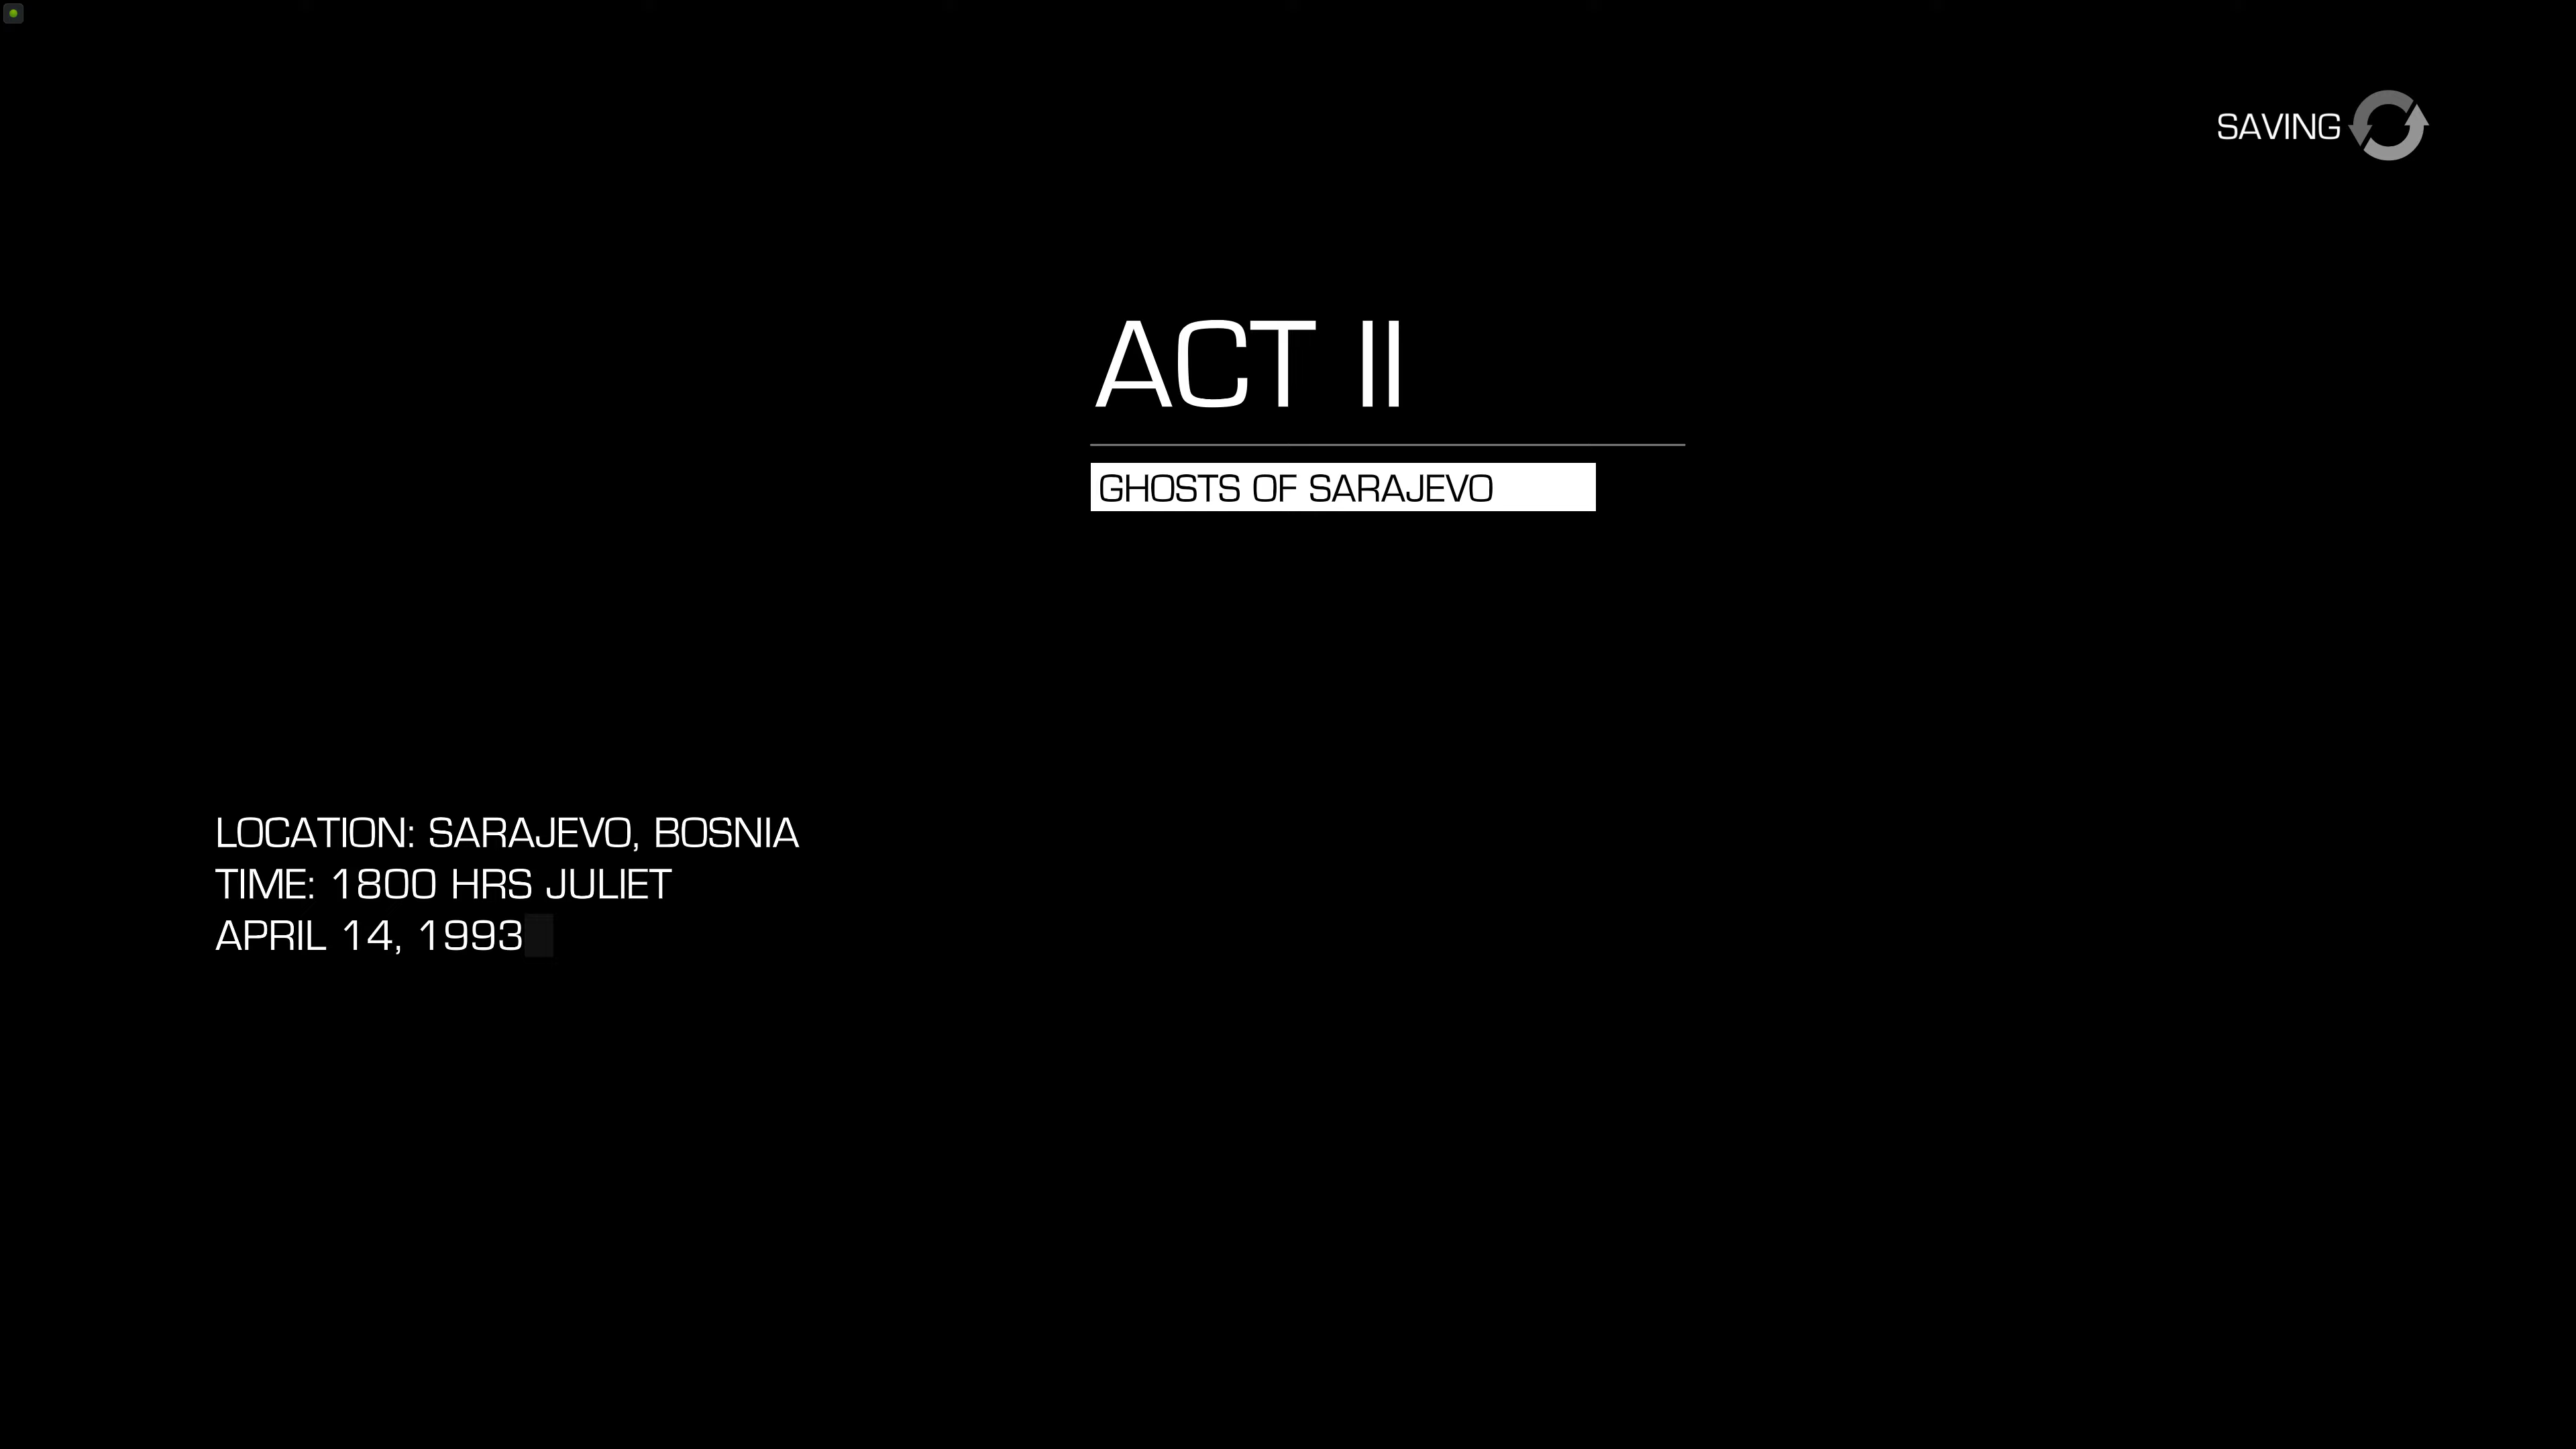 SAVING
ACT II
GHOSTS OF SARAJEVO
LOCATION: SARAJEVO, BOSNIA
TIME: 1800 HRS JULIET
APRIL 14, 1993